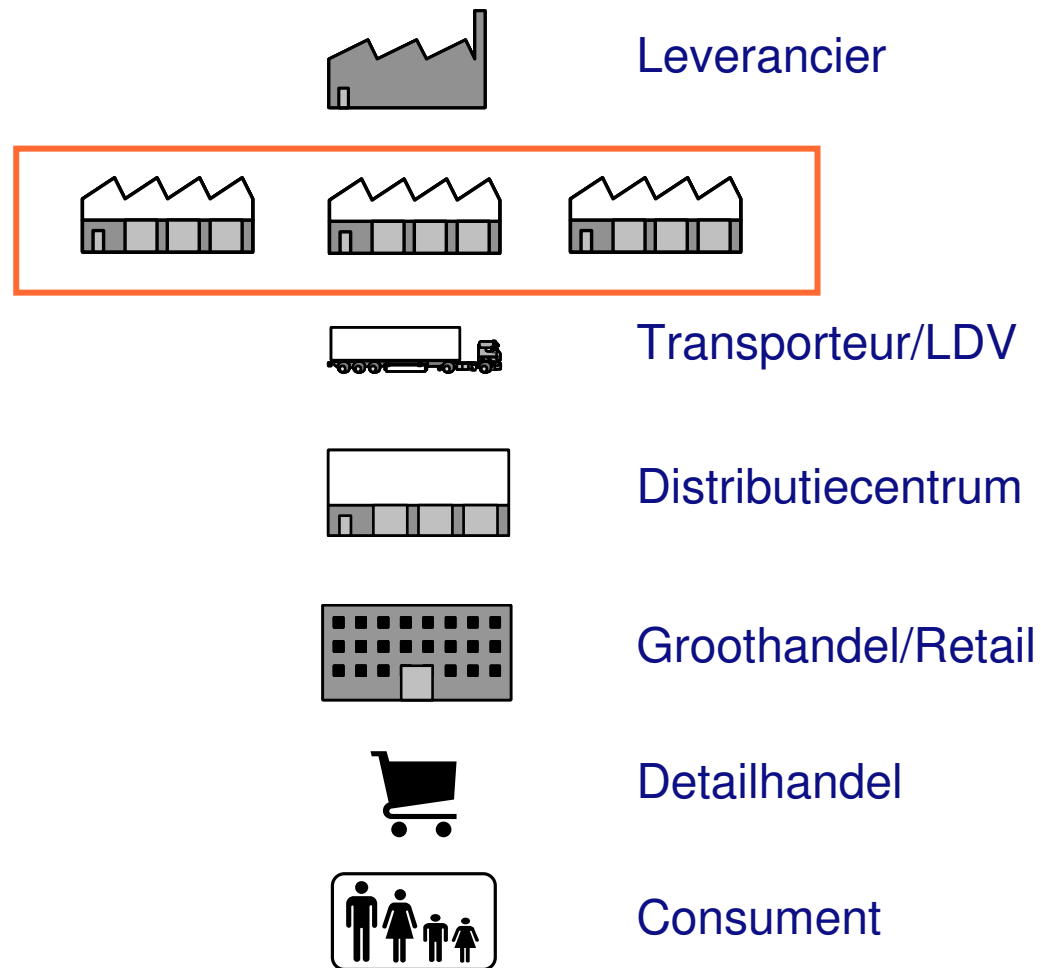 Leverancier
Transporteur/LDV
Distributiecentrum
Groothandel/Retail
Detailhandel
Consument